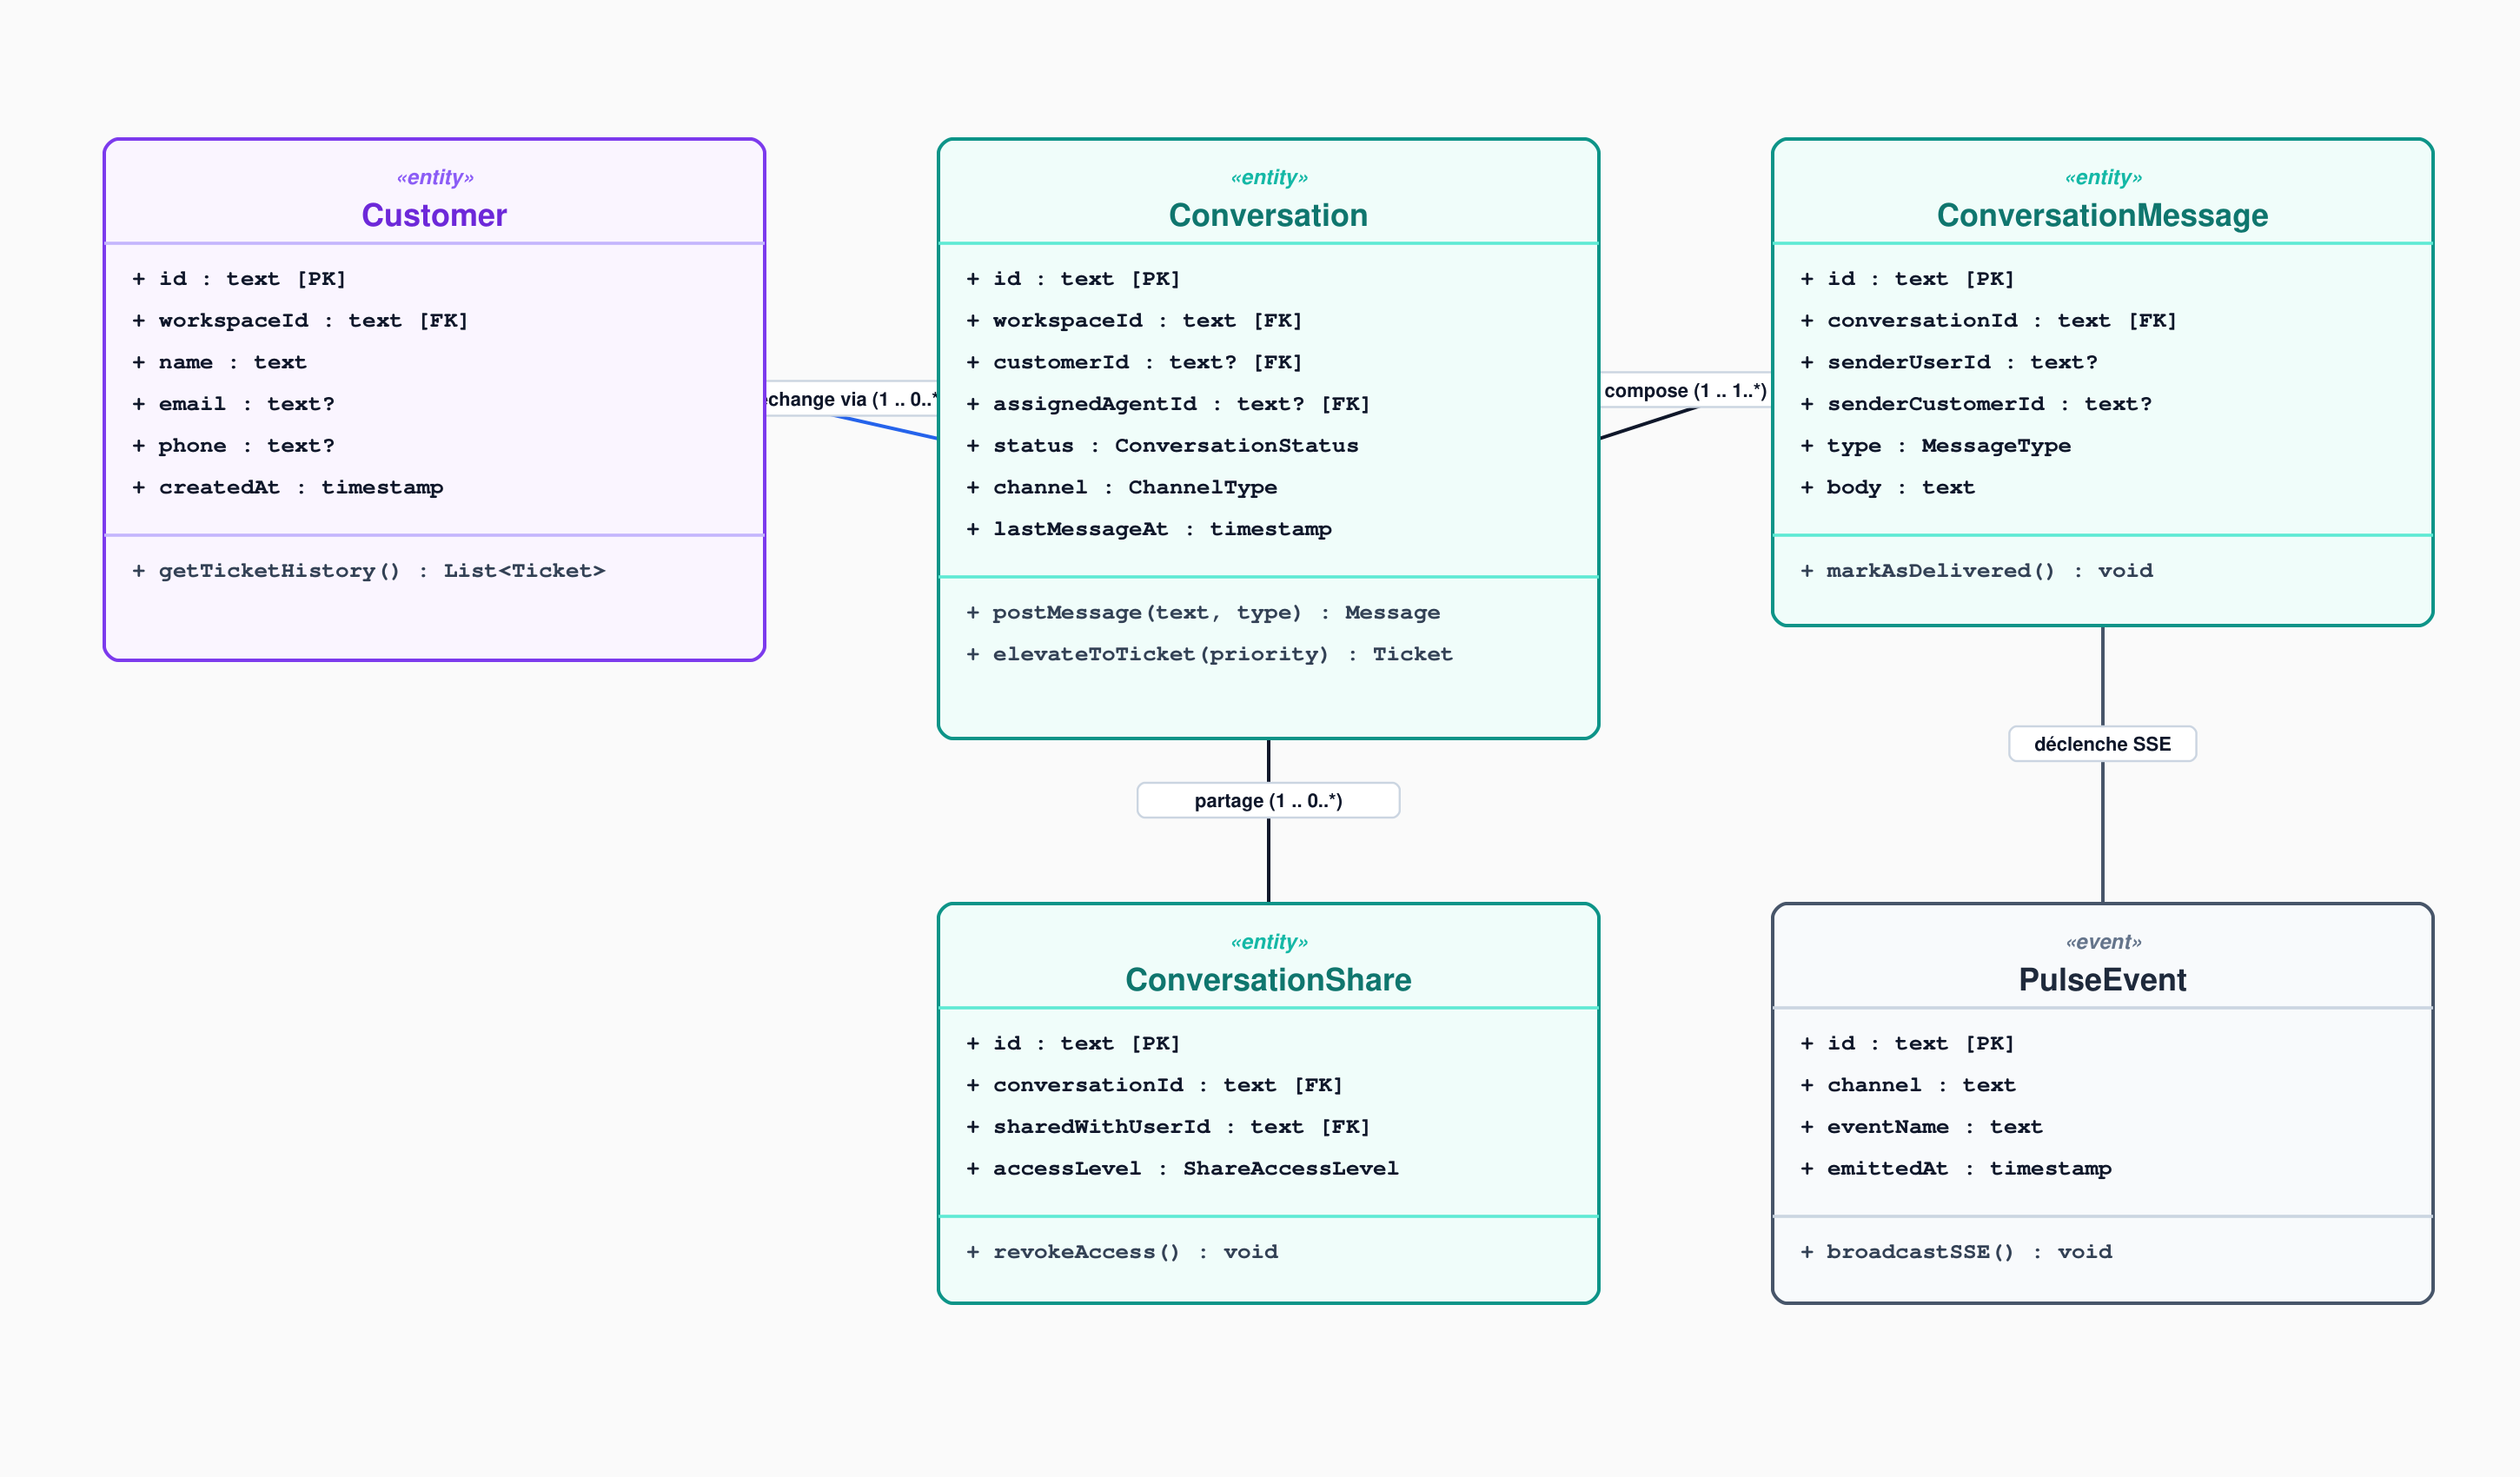 «entity»
Customer
+ id : text [PK]
+ workspaceId : text [FK]
+ name : text
+ email : text?
+ phone : text?
+ createdAt : timestamp
+ getTicketHistory() : List<Ticket>
change via (1 .. 0..*
«entity»
Conversation
+ id : text [PK]
+ workspaceId : text [FK]
+ customerId : text? [FK]
+ assignedAgentId : text? [FK]
+ status : ConversationStatus
+ channel : ChannelType
+ lastMessageAt : timestamp
+ postMessage(text, type) : Message
+ elevateToTicket(priority) : Ticket
compose (1 .. 1..*)
«entity»
ConversationMessage
+ id : text [PK]
+ conversationId : text [FK]
+ senderUserId : text?
+ senderCustomerId : text?
+ type : MessageType
+ body : text
+ markAsDelivered() : void
partage (1 .. 0..*)
déclenche SSE
«entity»
ConversationShare
+ id : text [PK]
+ conversationId : text [FK]
+ sharedWithUserId : text [FK]
+ accessLevel : ShareAccessLevel
+ revokeAccess() : void
«event»
PulseEvent
+ id : text [PK]
+ channel : text
+ eventName : text
+ emittedAt : timestamp
+ broadcastSSE() : void